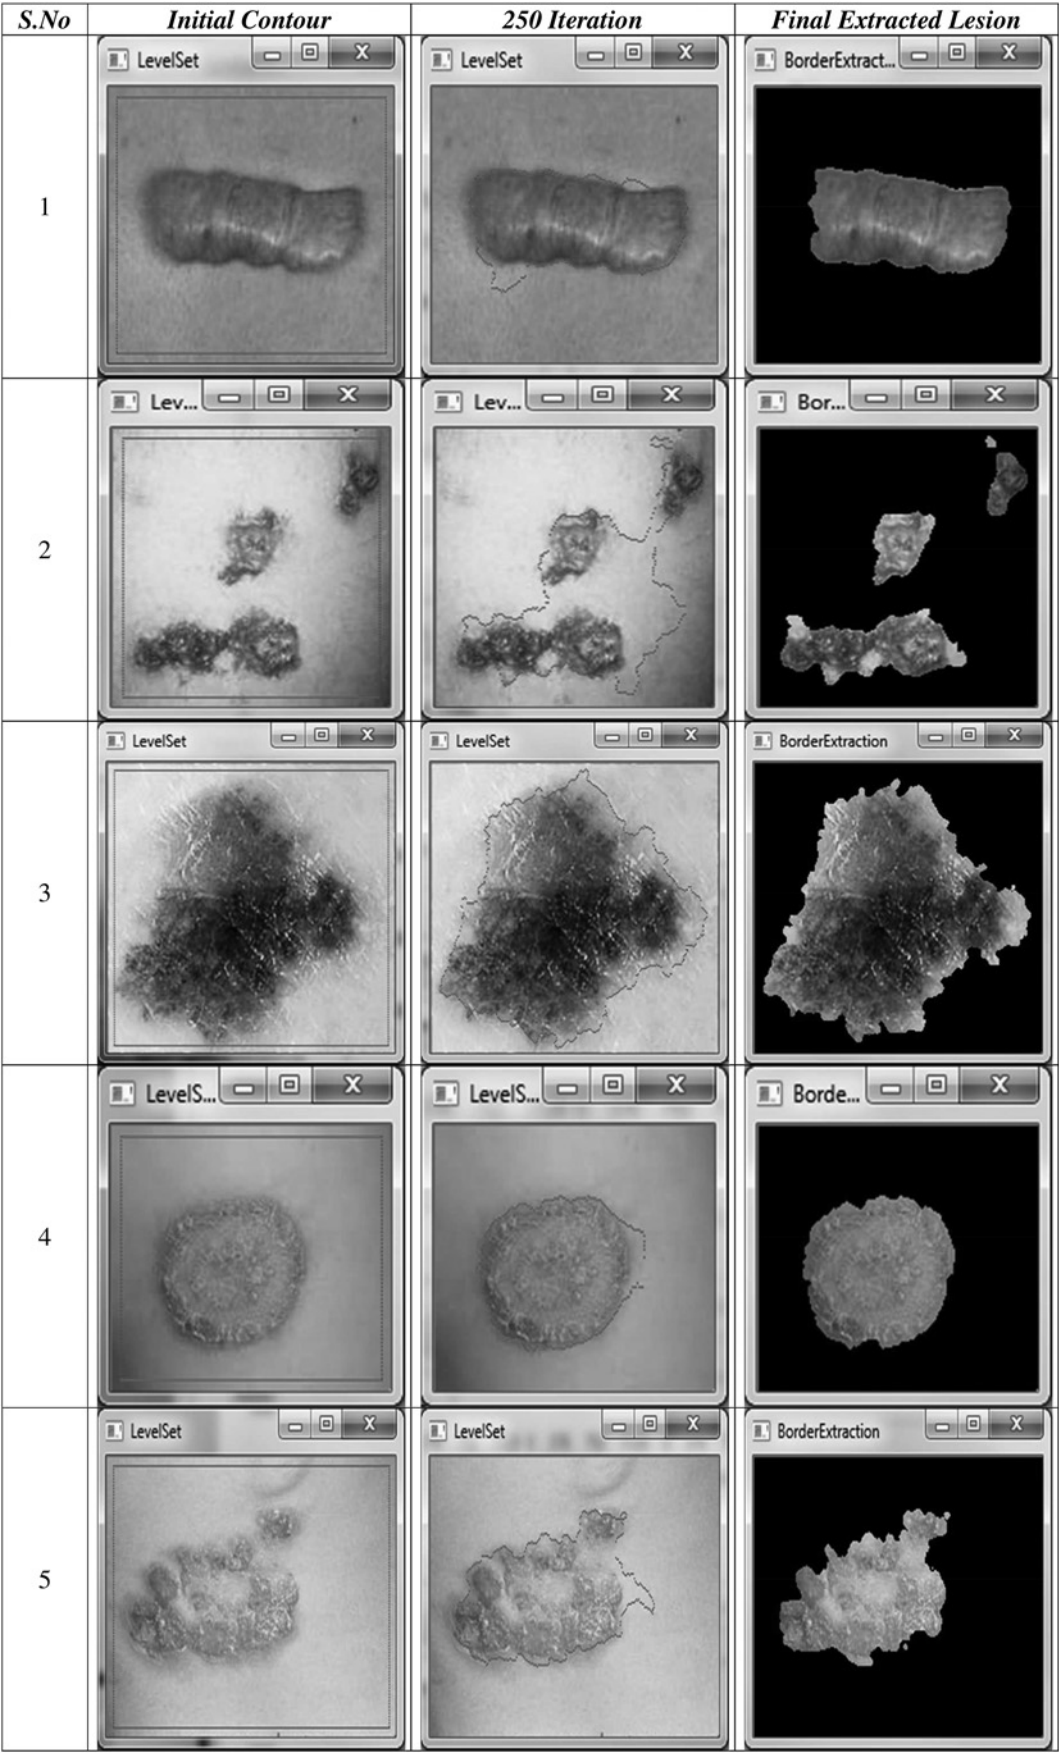 S.No Initial Contour 250 Iteration Final Extracted Lesion
LevelSet LevelSet BorderExtract...
1
Lev... Lev... Bor...
2
LevelSet LevelSet BorderExtraction
3
LevelS... LevelS... Borde...
4
LevelSet LevelSet BorderExtraction
5